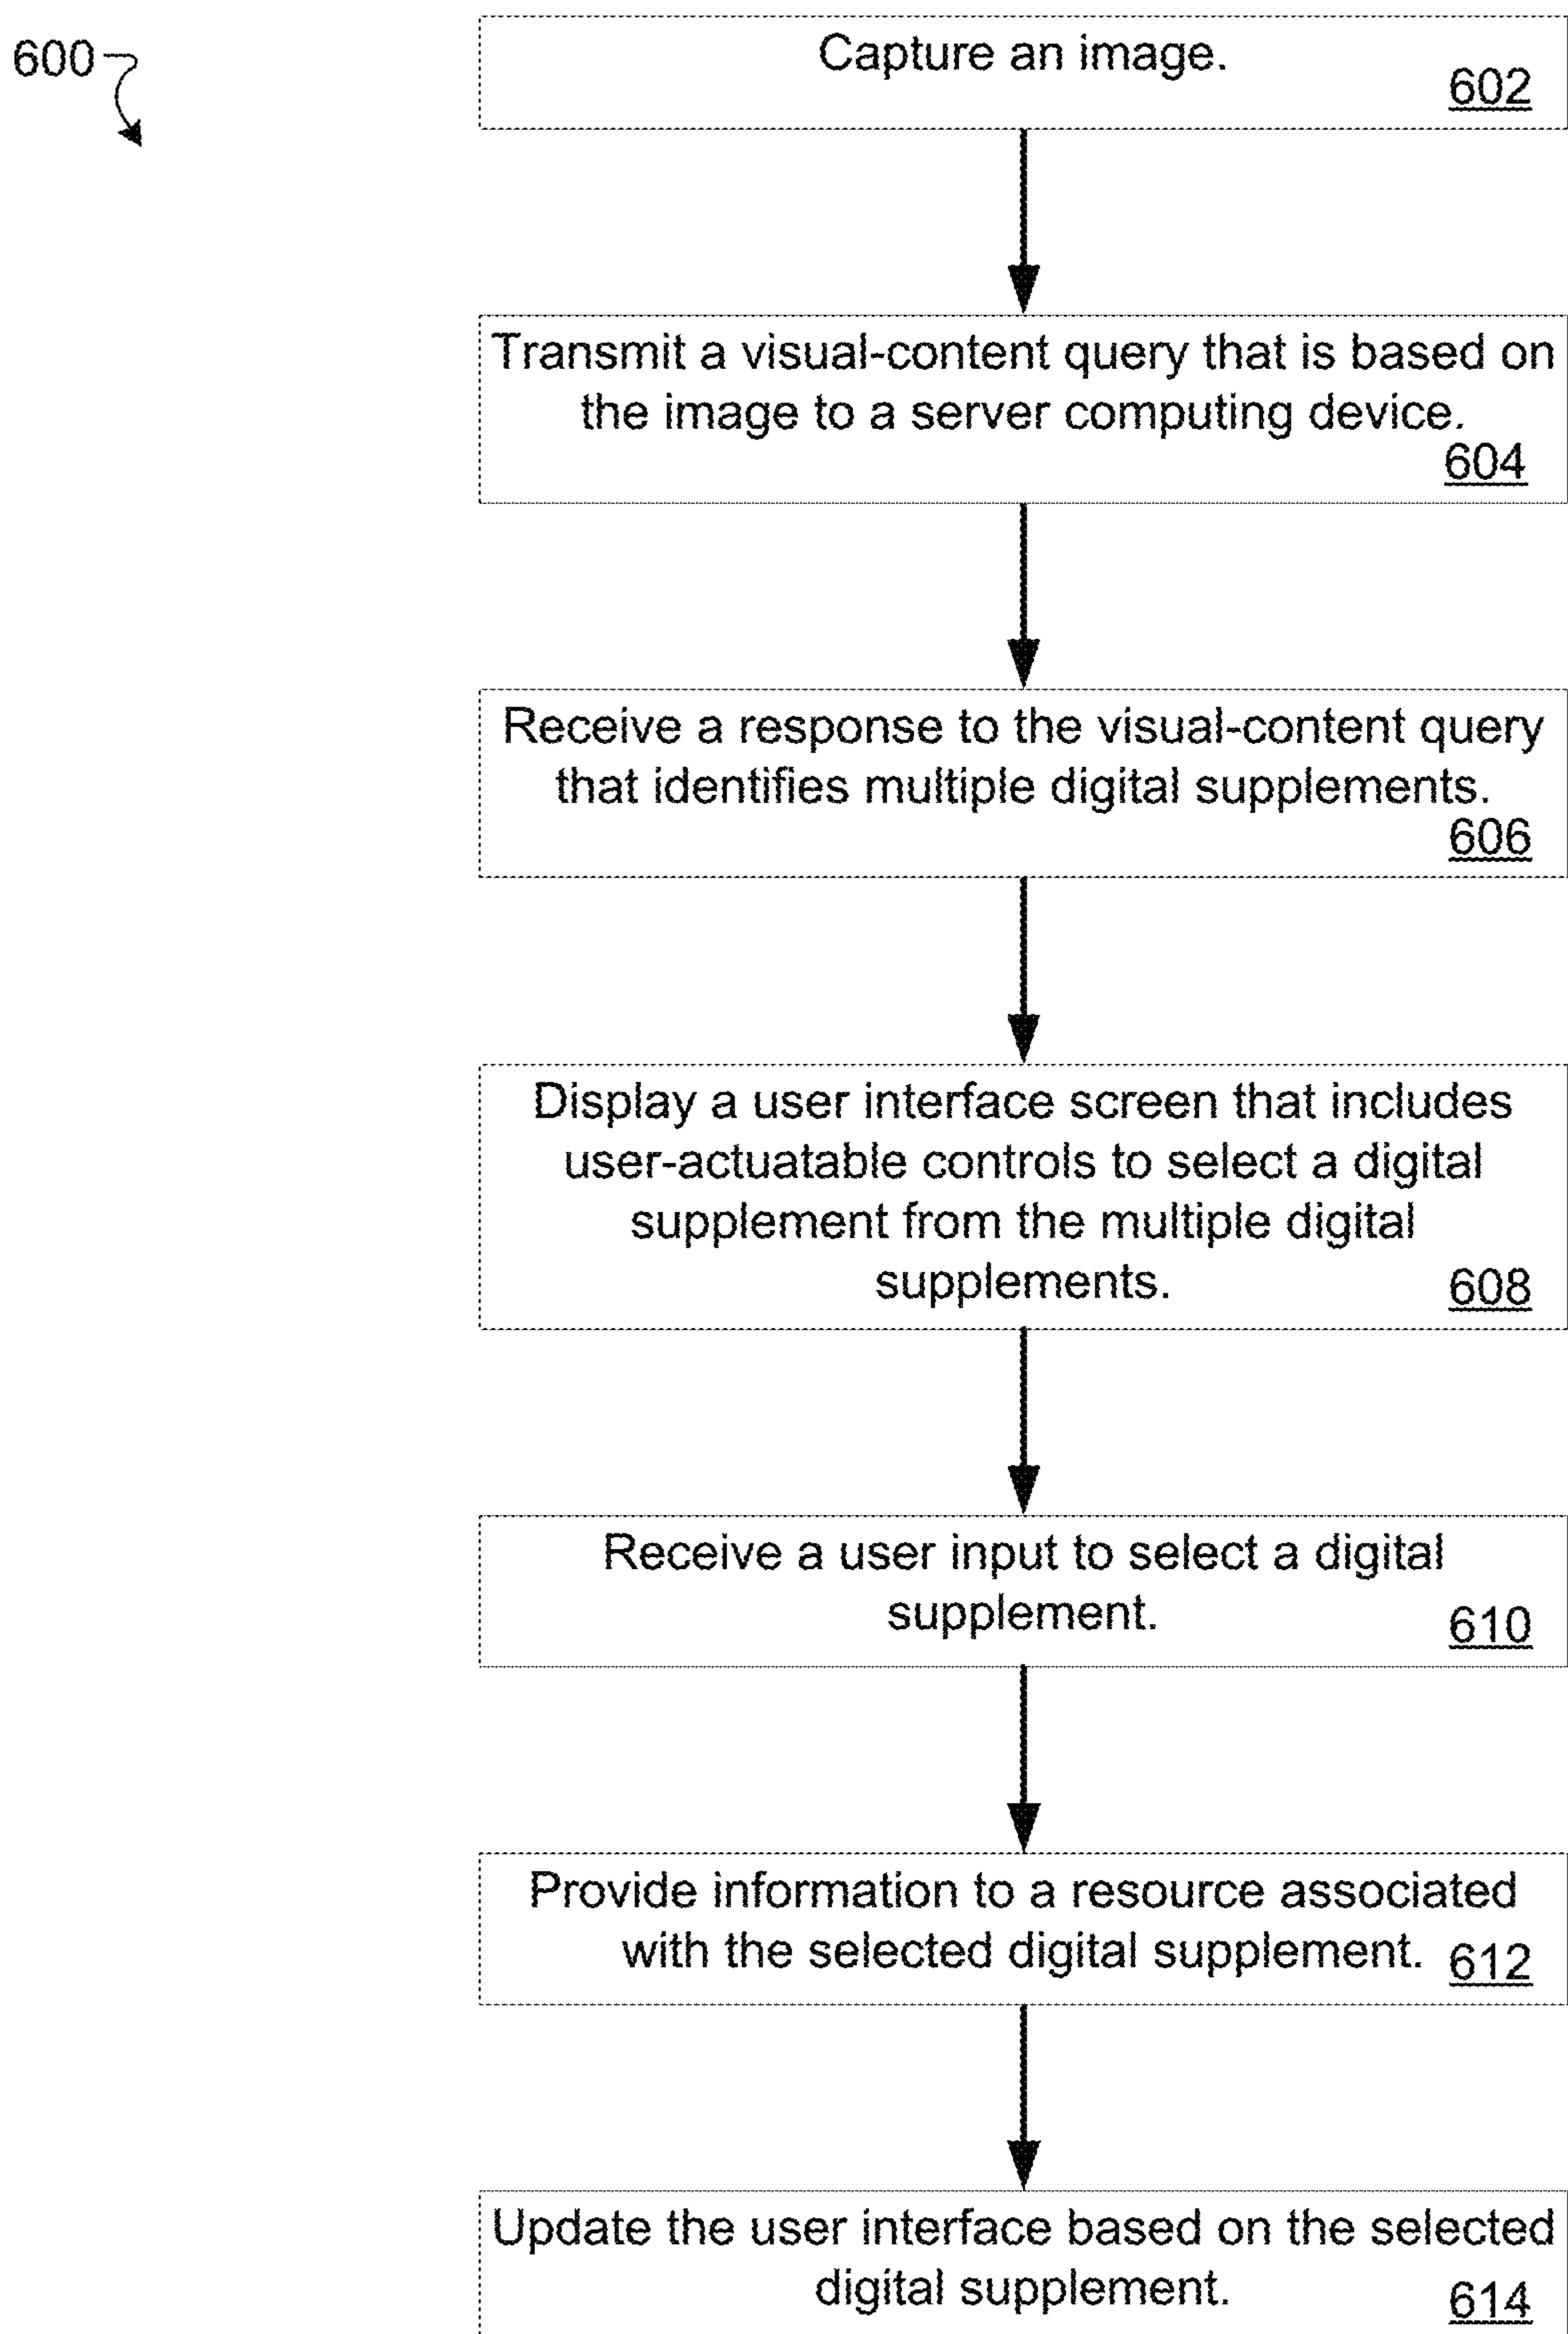 600
Capture an image.
602
Transmit a visual-content query that is based on
the image to a server computing device.
604
Receive a response to the visual-content query
that identifies multiple digital supplements.
606
Display a user interface screen that includes
user-actuatable controls to select a digital
supplement from the multiple digital
supplements.
608
Receive a user input to select a digital
supplement.
610
Provide information to a resource associated
with the selected digital supplement.
612
Update the user interface based on the selected
digital supplement.
614